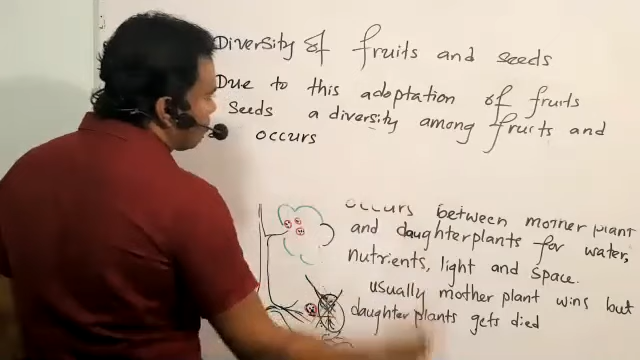 Diversity of fruits and seeds
Due to this adoptation of fruits
Seeds a diversity among fruits and
occurs
occurs between mother plant
and daughter plants for water,
nutrients, light and space.
usually mother plant wins but
daughter plants gets died